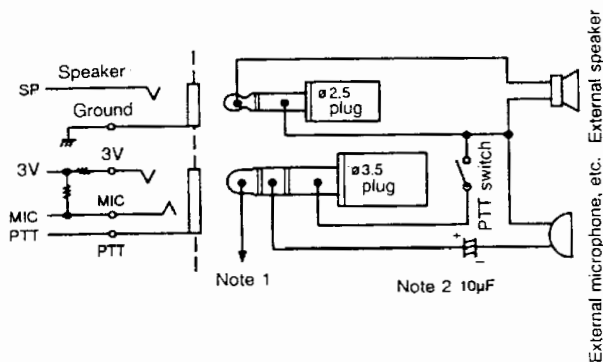 Speaker
SP
Ground
3V
3V
MIC
MIC
PTT
PTT
ø2.5
plug
ø3.5
plug
PTT switch
+
−
Note 1
Note 2 10µF
External speaker
External microphone, etc.